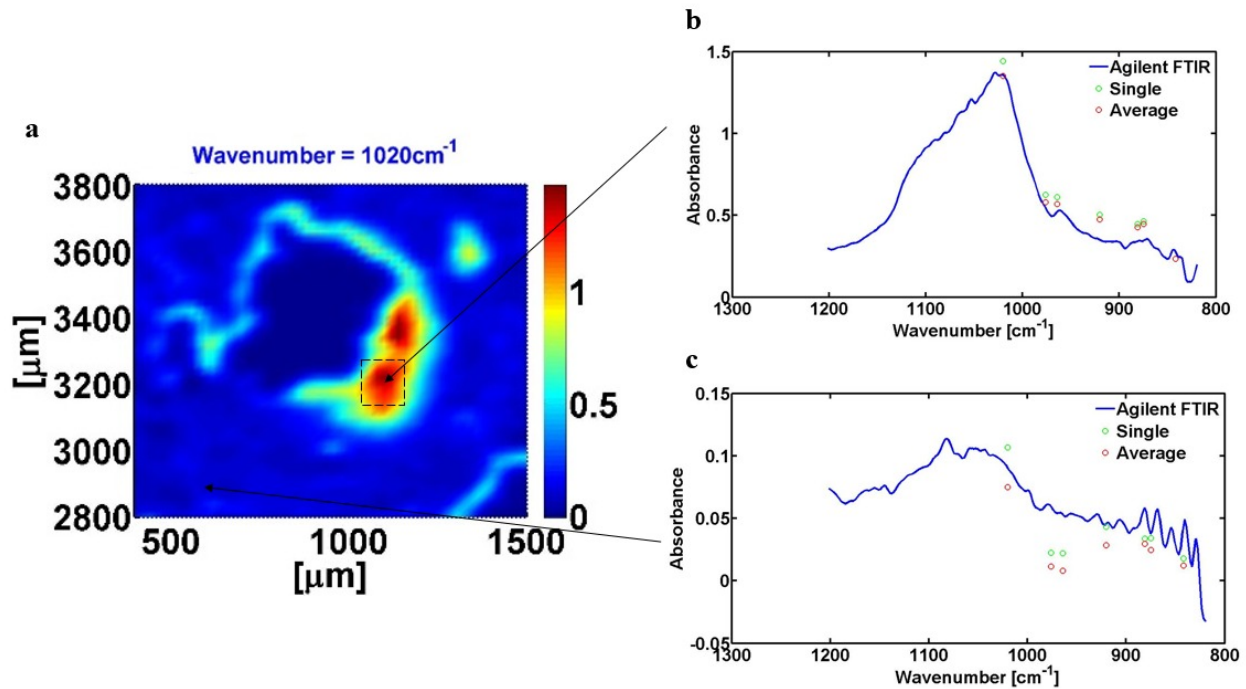 a
Wavenumber = 1020cm⁻¹
[μm]
3800
3600
3400
3200
3000
2800
500 1000 1500
[μm]
1
0.5
0
b
Absorbance
1.5
1
0.5
0
1300 1200 1100 1000 900 800
Wavenumber [cm⁻¹]
Agilent FTIR
Single
Average
c
Absorbance
0.15
0.1
0.05
0
-0.05
1300 1200 1100 1000 900 800
Wavenumber [cm⁻¹]
Agilent FTIR
Single
Average